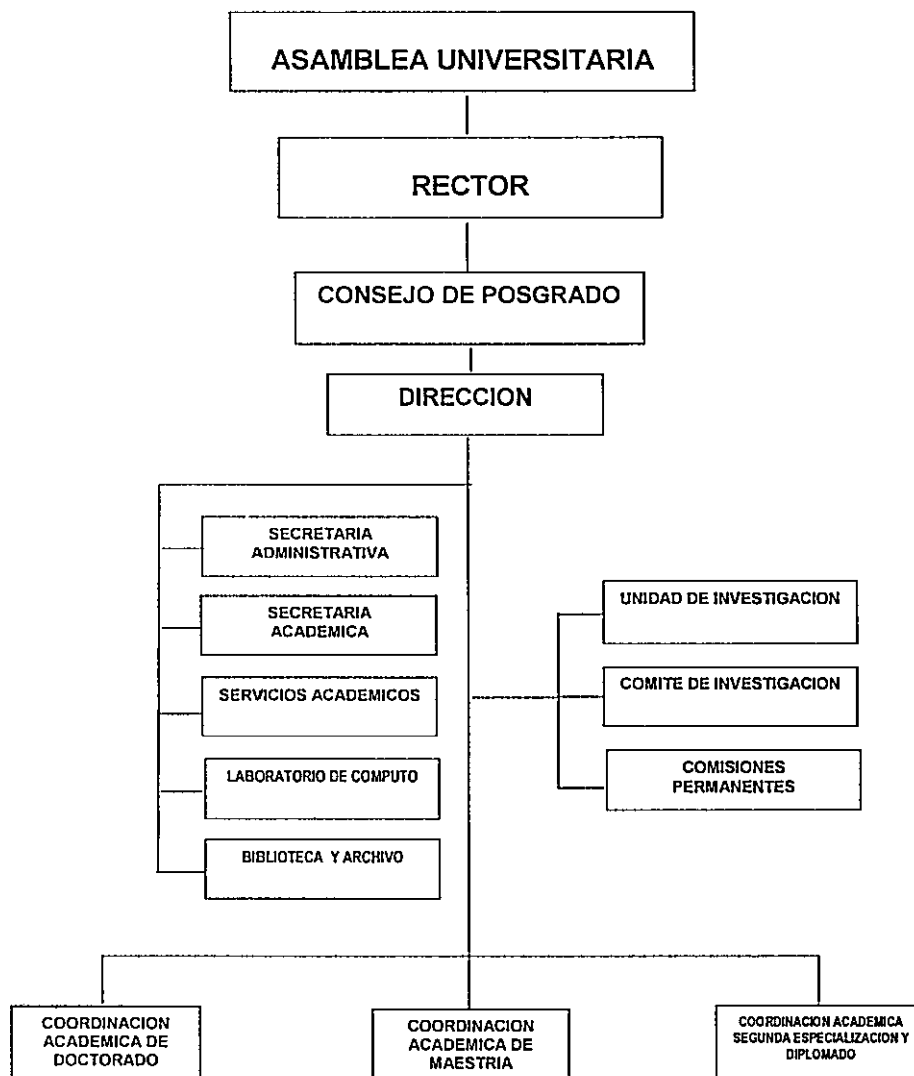 ASAMBLEA UNIVERSITARIA
RECTOR
CONSEJO DE POSGRADO
DIRECCION
SECRETARIA
ADMINISTRATIVA
SECRETARIA
ACADEMICA
SERVICIOS ACADEMICOS
LABORATORIO DE COMPUTO
BIBLIOTECA Y ARCHIVO
UNIDAD DE INVESTIGACION
COMITE DE INVESTIGACION
COMISIONES
PERMANENTES
COORDINACION
ACADEMICA DE
DOCTORADO
COORDINACION
ACADEMICA DE
MAESTRIA
COORDINACION ACADEMICA
SEGUNDA ESPECIALIZACION Y
DIPLOMADO